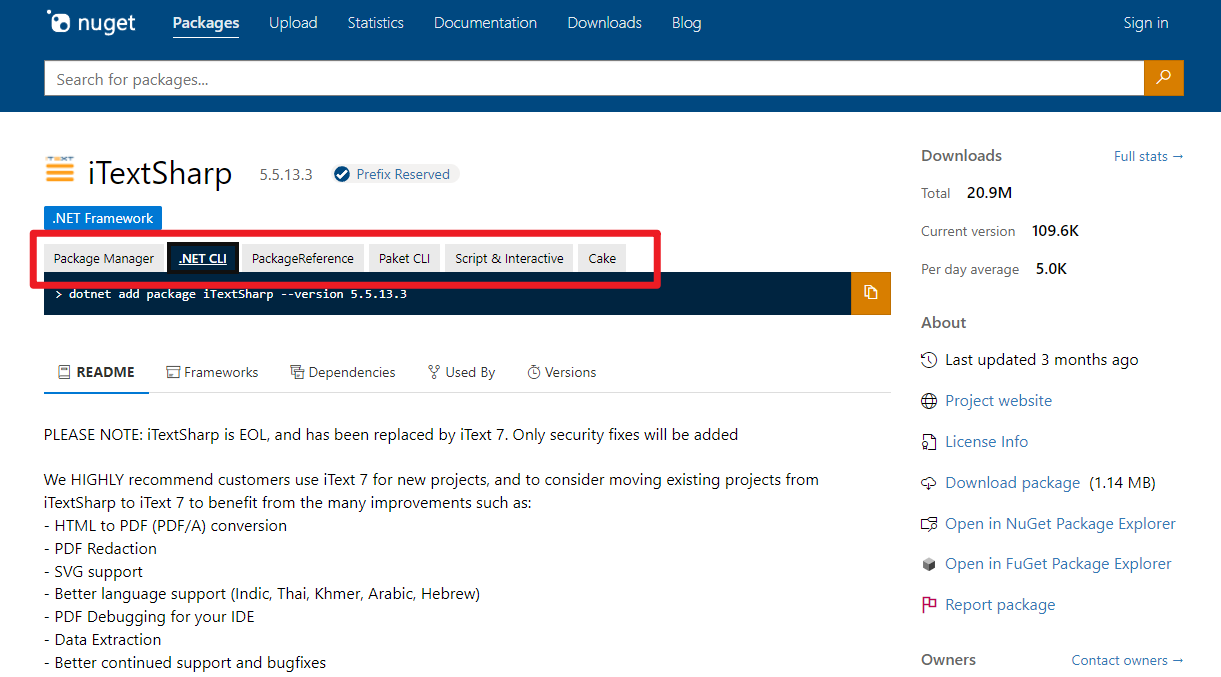 nuget
Packages Upload Statistics Documentation Downloads Blog Sign in
Search for packages...
iTextSharp 5.5.13.3 Prefix Reserved
.NET Framework
Package Manager .NET CLI PackageReference Paket CLI Script & Interactive Cake
> dotnet add package iTextSharp --version 5.5.13.3
README Frameworks Dependencies Used By Versions
PLEASE NOTE: iTextSharp is EOL, and has been replaced by iText 7. Only security fixes will be added
We HIGHLY recommend customers use iText 7 for new projects, and to consider moving existing projects from
iTextSharp to iText 7 to benefit from the many improvements such as:
- HTML to PDF (PDF/A) conversion
- PDF Redaction
- SVG support
- Better language support (Indic, Thai, Khmer, Arabic, Hebrew)
- PDF Debugging for your IDE
- Data Extraction
- Better continued support and bugfixes
Downloads Full stats →
Total 20.9M
Current version 109.6K
Per day average 5.0K
About
Last updated 3 months ago
Project website
License Info
Download package (1.14 MB)
Open in NuGet Package Explorer
Open in FuGet Package Explorer
Report package
Owners Contact owners →